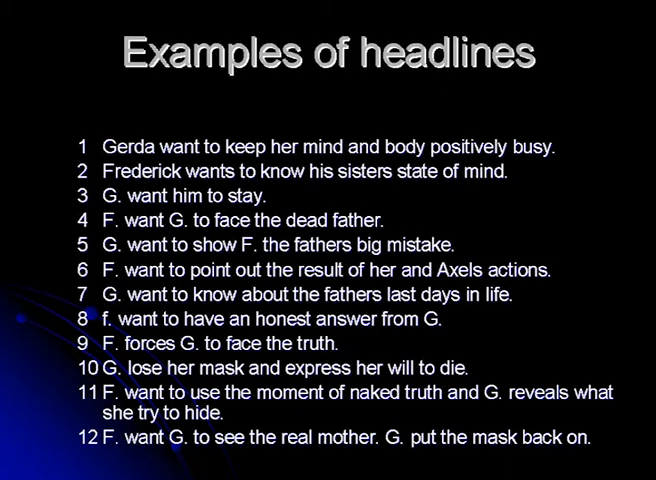 Examples of headlines
1 Gerda want to keep her mind and body positively busy.
2 Frederick wants to know his sisters state of mind.
3 G. want him to stay.
4 F. want G. to face the dead father.
5 G. want to show F. the fathers big mistake.
6 F. want to point out the result of her and Axels actions.
7 G. want to know about the fathers last days in life.
8 f. want to have an honest answer from G.
9 F. forces G. to face the truth.
10 G. lose her mask and express her will to die.
11 F. want to use the moment of naked truth and G. reveals what
she try to hide.
12 F. want G. to see the real mother. G. put the mask back on.